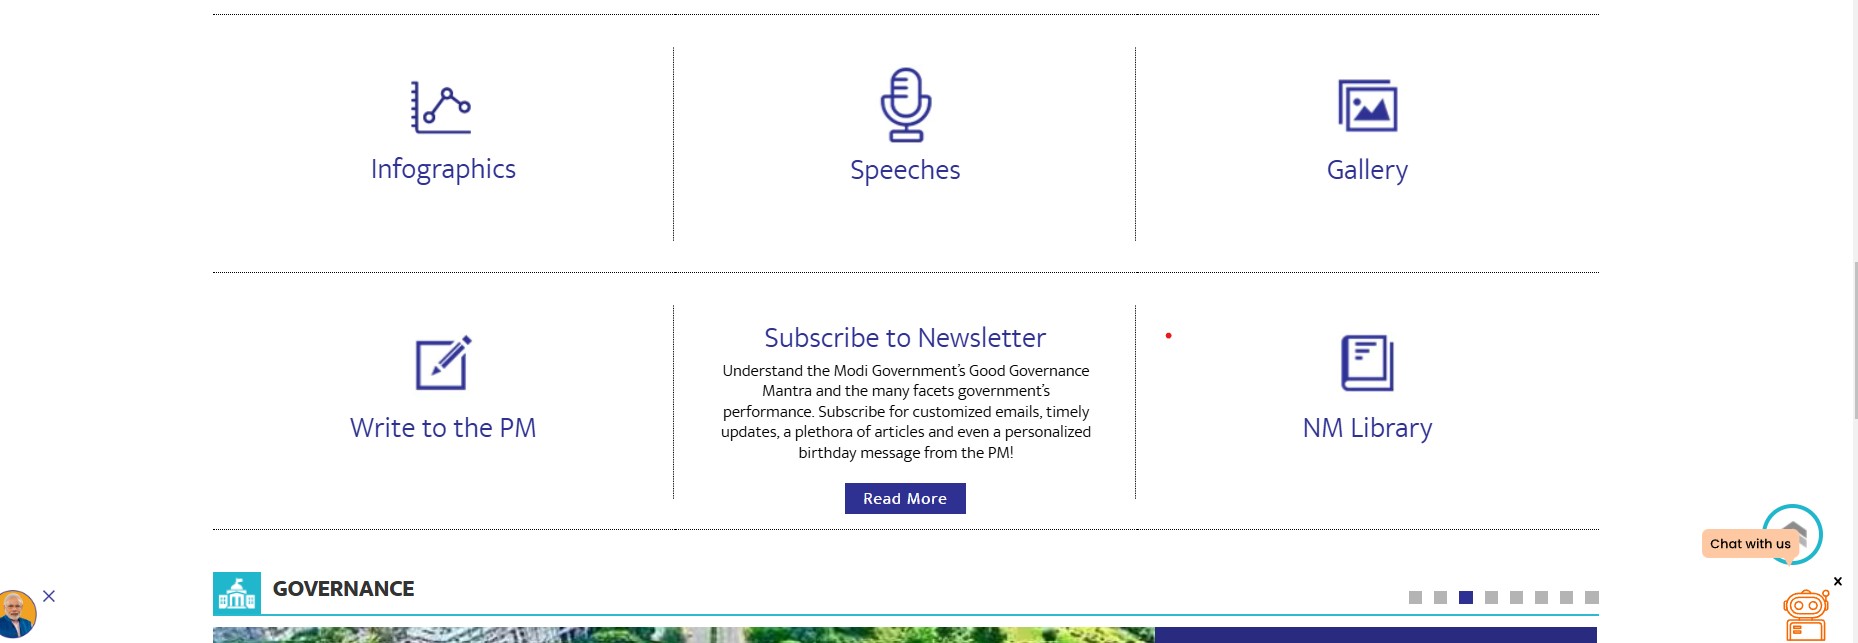 Infographics
Speeches
Gallery
Write to the PM
Subscribe to Newsletter
Understand the Modi Government's Good Governance
Mantra and the many facets government's
performance. Subscribe for customized emails, timely
updates, a plethora of articles and even a personalized
birthday message from the PM!
Read More
NM Library
Chat with us
GOVERNANCE